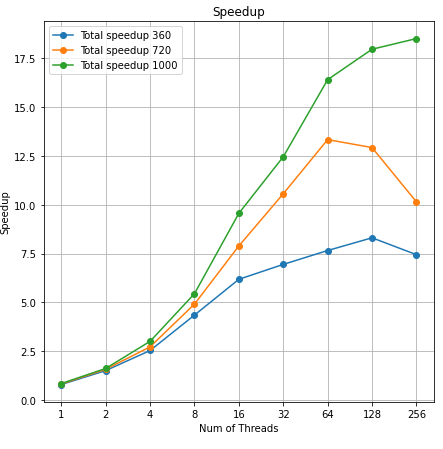 Speedup
Total speedup 360
Total speedup 720
Total speedup 1000
17.5
15.0
12.5
10.0
7.5
5.0
2.5
0.0
Speedup
1 2 4 8 16 32 64 128 256
Num of Threads